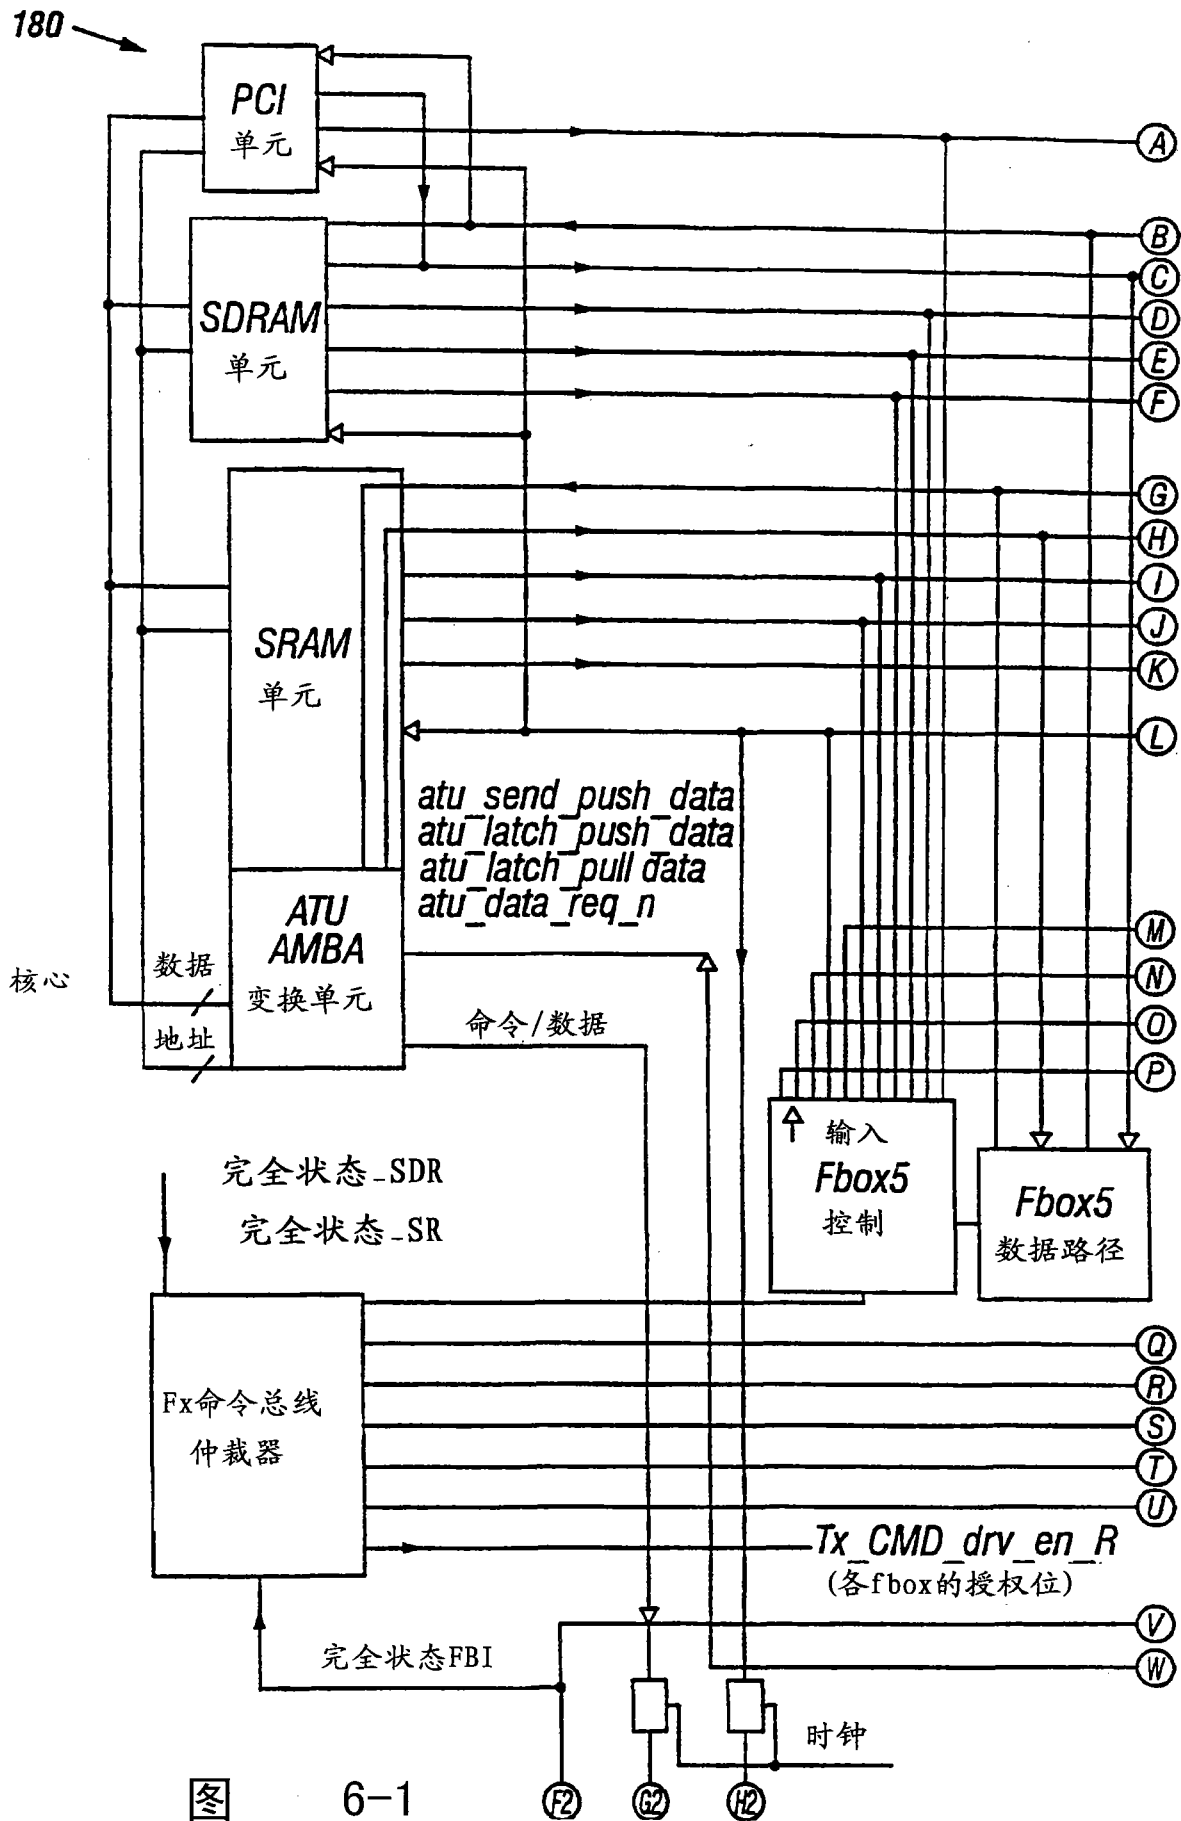 180
PCI
单元
A
B
C
SDRAM
单元
D
E
F
G
H
I
SRAM
单元
J
K
L
atu_send_push_data
atu_latch_push_data
atu_latch_pull data
atu_data_req_n
ATU
AMBA
变换单元
核心
数据
地址
命令/数据
M
N
O
P
输入
Fbox5
控制
Fbox5
数据路径
完全状态_SDR
完全状态_SR
Fx命令总线
仲裁器
Q
R
S
T
U
Tx_CMD_drv_en_R
(各fbox的授权位)
V
完全状态FBI
W
时钟
F2
G2
H2
图 6-1